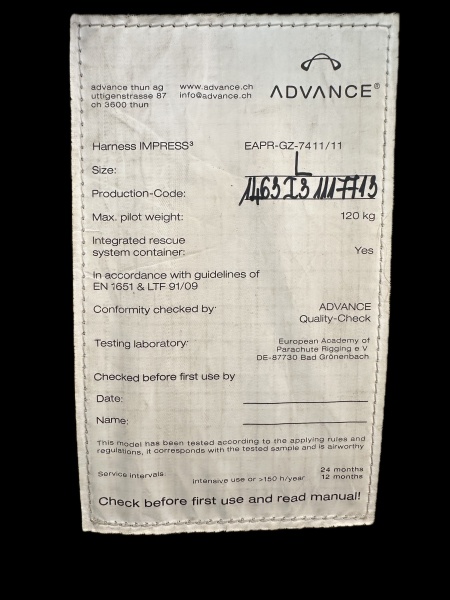 ADVANCE®
advance thun ag www.advance.ch
uttigenstrasse 87 info@advance.ch
ch 3600 thun
Harness IMPRESS³ EAPR-GZ-7411/11
Size: L
Production-Code: 1463 I3 1117713
Max. pilot weight: 120 kg
Integrated rescue
system container: Yes
In accordance with guidelines of
EN 1651 & LTF 91/09
Conformity checked by: ADVANCE
Quality-Check
Testing laboratory: European Academy of
Parachute Rigging e.V
DE-87730 Bad Grönenbach
Checked before first use by
Date:
Name:
This model has been tested according to the applying rules and
regulations, it corresponds with the tested sample and is airworthy
Service intervals: 24 months
intensive use or >150 h/year: 12 months
Check before first use and read manual!